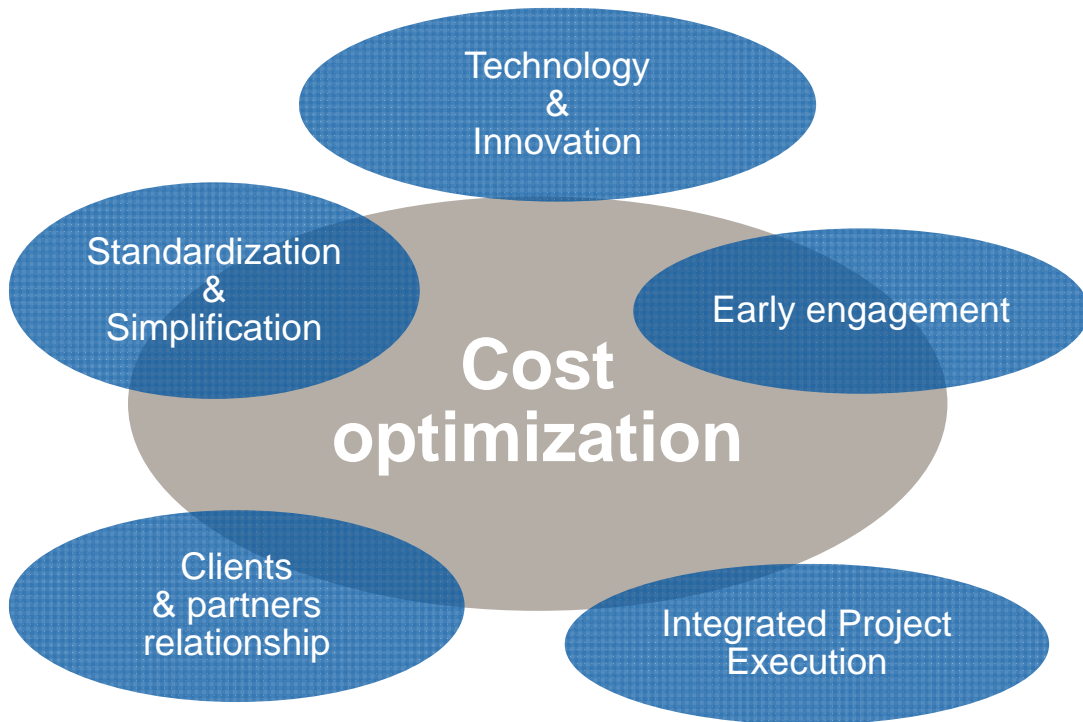 Technology
&
Innovation
Standardization
&
Simplification
Early engagement
Cost
optimization
Clients
& partners
relationship
Integrated Project
Execution